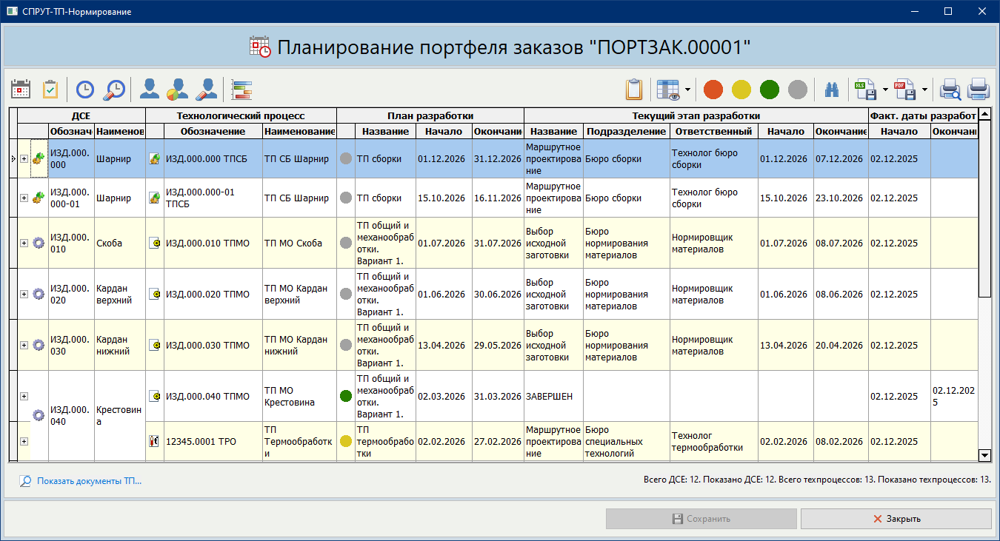 СПРУТ-ТП-Нормирование
Планирование портфеля заказов "ПОРТЗАК.00001"
XLS PDF
ДСЕ Технологический процесс План разработки Текущий этап разработки Факт. даты разработ
Обознач Наименов Обозначение Наименование Название Начало Окончани Название Подразделение Ответственный Начало Окончание Начало Окончани
ИЗД.000.
000
Шарнир
ИЗД.000.000 ТПСБ
ТП СБ Шарнир
ТП сборки
01.12.2026
31.12.2026
Маршрутное
проектирова
ние
Бюро сборки
Технолог бюро
сборки
01.12.2026
07.12.2026
02.12.2025
ИЗД.000.
000-01
Шарнир
ИЗД.000.000-01
ТПСБ
ТП СБ Шарнир
ТП сборки
15.10.2026
16.11.2026
Маршрутное
проектирова
ние
Бюро сборки
Технолог бюро
сборки
15.10.2026
23.10.2026
02.12.2025
ИЗД.000.
010
Скоба
ИЗД.000.010 ТПМО
ТП МО Скоба
ТП общий и
механообраб
отки.
Вариант 1.
01.07.2026
31.07.2026
Выбор
исходной
заготовки
Бюро
нормирования
материалов
Нормировщик
материалов
01.07.2026
08.07.2026
02.12.2025
ИЗД.000.
020
Кардан
верхний
ИЗД.000.020 ТПМО
ТП МО Кардан
верхний
ТП общий и
механообраб
отки.
Вариант 1.
01.06.2026
30.06.2026
Выбор
исходной
заготовки
Бюро
нормирования
материалов
Нормировщик
материалов
01.06.2026
08.06.2026
02.12.2025
ИЗД.000.
030
Кардан
нижний
ИЗД.000.030 ТПМО
ТП МО Кардан
нижний
ТП общий и
механообраб
отки.
Вариант 1.
13.04.2026
29.05.2026
Выбор
исходной
заготовки
Бюро
нормирования
материалов
Нормировщик
материалов
13.04.2026
20.04.2026
02.12.2025
ИЗД.000.
040
Крестовин
а
ИЗД.000.040 ТПМО
ТП МО
Крестовина
ТП общий и
механообраб
отки.
Вариант 1.
02.03.2026
31.03.2026
ЗАВЕРШЕН
02.12.2025
02.12.202
5
12345.0001 ТРО
ТП
Термообработк
и
ТП
термообрабо
тки
02.02.2026
27.02.2026
Маршрутное
проектирова
ние
Бюро
специальных
технологий
Технолог
термообработки
02.02.2026
08.02.2026
02.12.2025
Показать документы ТП...
Всего ДСЕ: 12. Показано ДСЕ: 12. Всего техпроцессов: 13. Показано техпроцессов: 13.
Сохранить
Закрыть